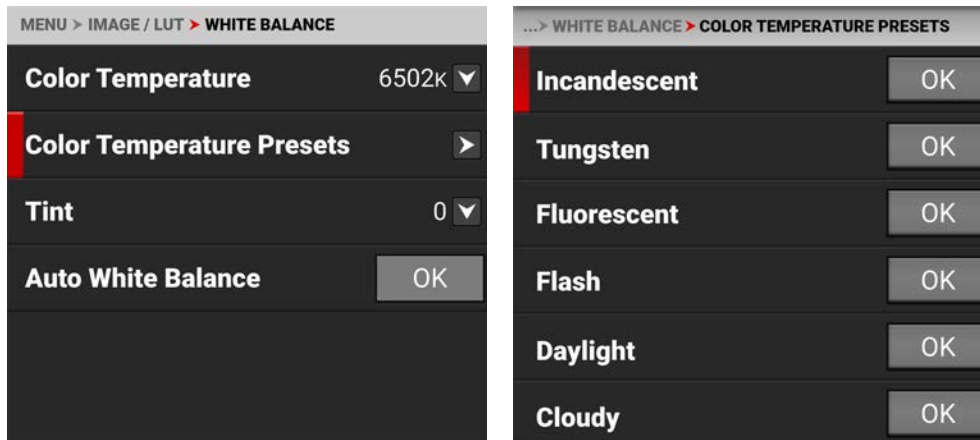 MENU > IMAGE / LUT > WHITE BALANCE
Color Temperature 6502K
Color Temperature Presets
Tint 0
Auto White Balance OK
...> WHITE BALANCE > COLOR TEMPERATURE PRESETS
Incandescent OK
Tungsten OK
Fluorescent OK
Flash OK
Daylight OK
Cloudy OK